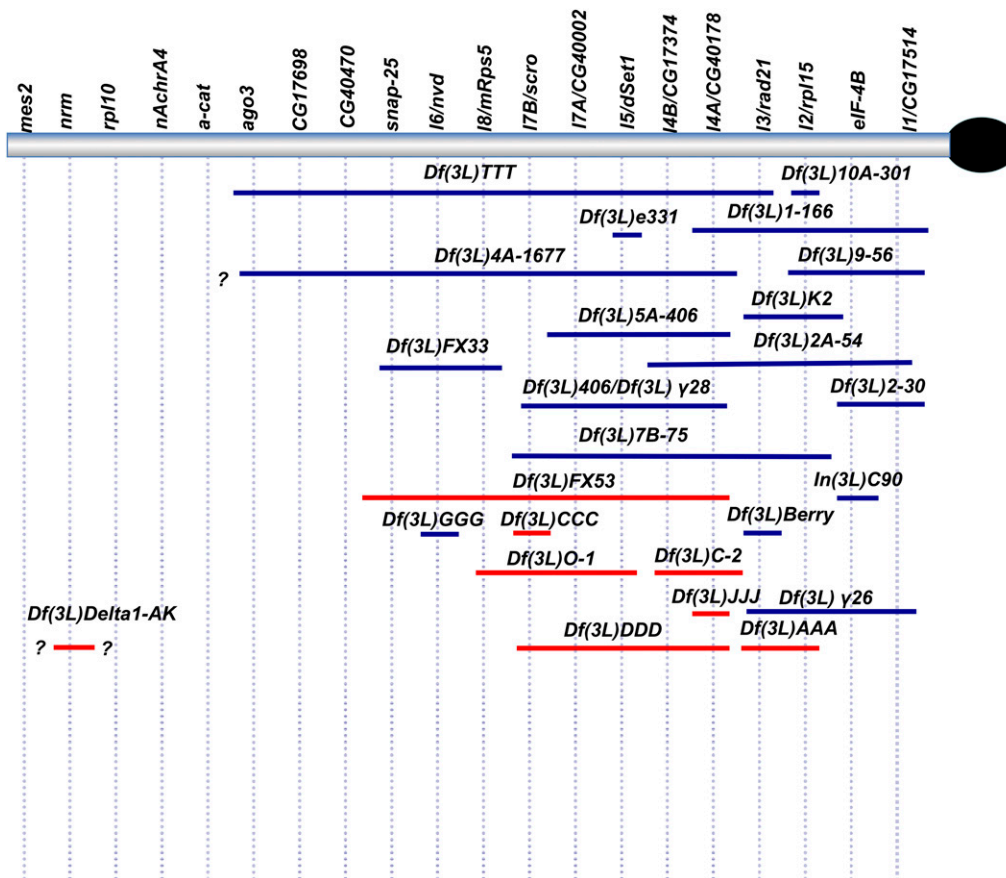 mes2
nrm
rpl10
nAchrA4
a-cat
ago3
CG17698
CG40470
snap-25
l6/nvd
l8/mRps5
l7B/scro
l7A/CG40002
l5/dSet1
l4B/CG17374
l4A/CG40178
l3/rad21
l2/rpl15
eIF-4B
l1/CG17514
Df(3L)TTT
Df(3L)10A-301
Df(3L)e331
Df(3L)1-166
Df(3L)4A-1677
Df(3L)9-56
?
Df(3L)K2
Df(3L)5A-406
Df(3L)FX33
Df(3L)2A-54
Df(3L)406/Df(3L) γ28
Df(3L)2-30
Df(3L)7B-75
Df(3L)FX53
In(3L)C90
Df(3L)GGG
Df(3L)CCC
Df(3L)Berry
Df(3L)O-1
Df(3L)C-2
Df(3L)Delta1-AK
Df(3L)JJJ
Df(3L) γ26
? ?
Df(3L)DDD
Df(3L)AAA